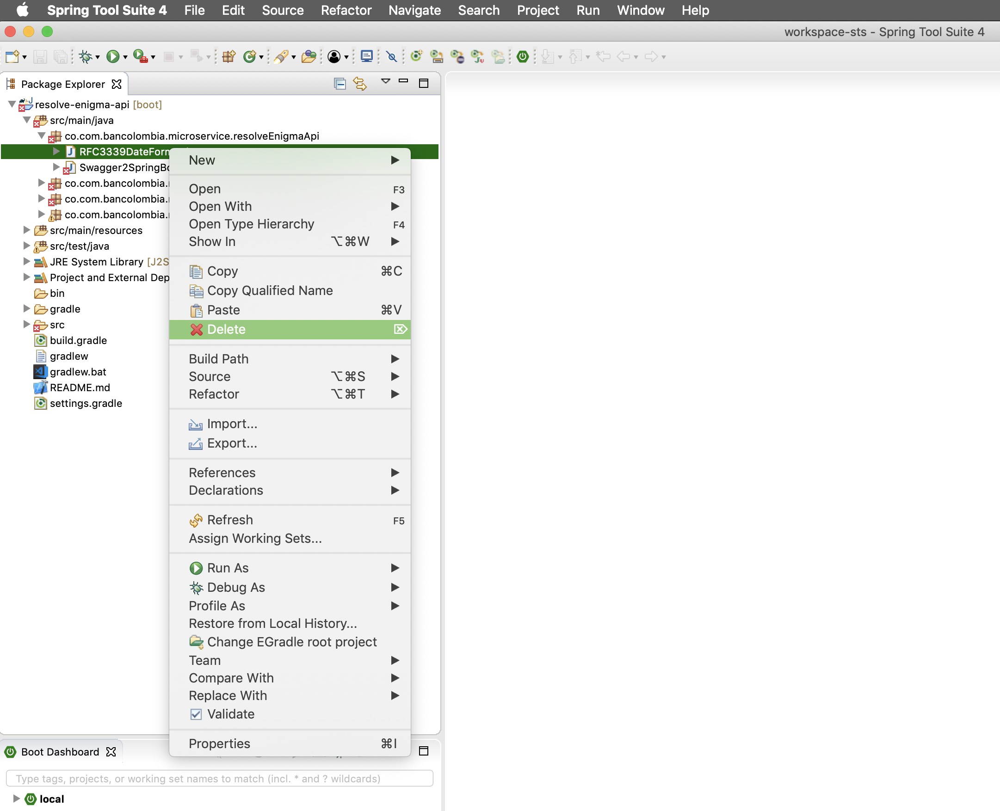 Spring Tool Suite 4 File Edit Source Refactor Navigate Search Project Run Window Help
workspace-sts - Spring Tool Suite 4
Package Explorer
resolve-enigma-api [boot]
src/main/java
co.com.bancolombia.microservice.resolveEnigmaApi
RFC3339DateForm
Swagger2SpringBo
co.com.bancolombia.
co.com.bancolombia.
co.com.bancolombia.
src/main/resources
src/test/java
JRE System Library [J2S
Project and External Dep
bin
gradle
src
build.gradle
gradlew
gradlew.bat
README.md
settings.gradle
New
Open F3
Open With
Open Type Hierarchy F4
Show In ⌥⌘W
Copy ⌘C
Copy Qualified Name
Paste ⌘V
Delete ⌦
Build Path
Source ⌥⌘S
Refactor ⌥⌘T
Import...
Export...
References
Declarations
Refresh F5
Assign Working Sets...
Run As
Debug As
Profile As
Restore from Local History...
Change EGradle root project
Team
Compare With
Replace With
Validate
Properties ⌘I
Boot Dashboard
Type tags, projects, or working set names to match (incl. * and ? wildcards)
local